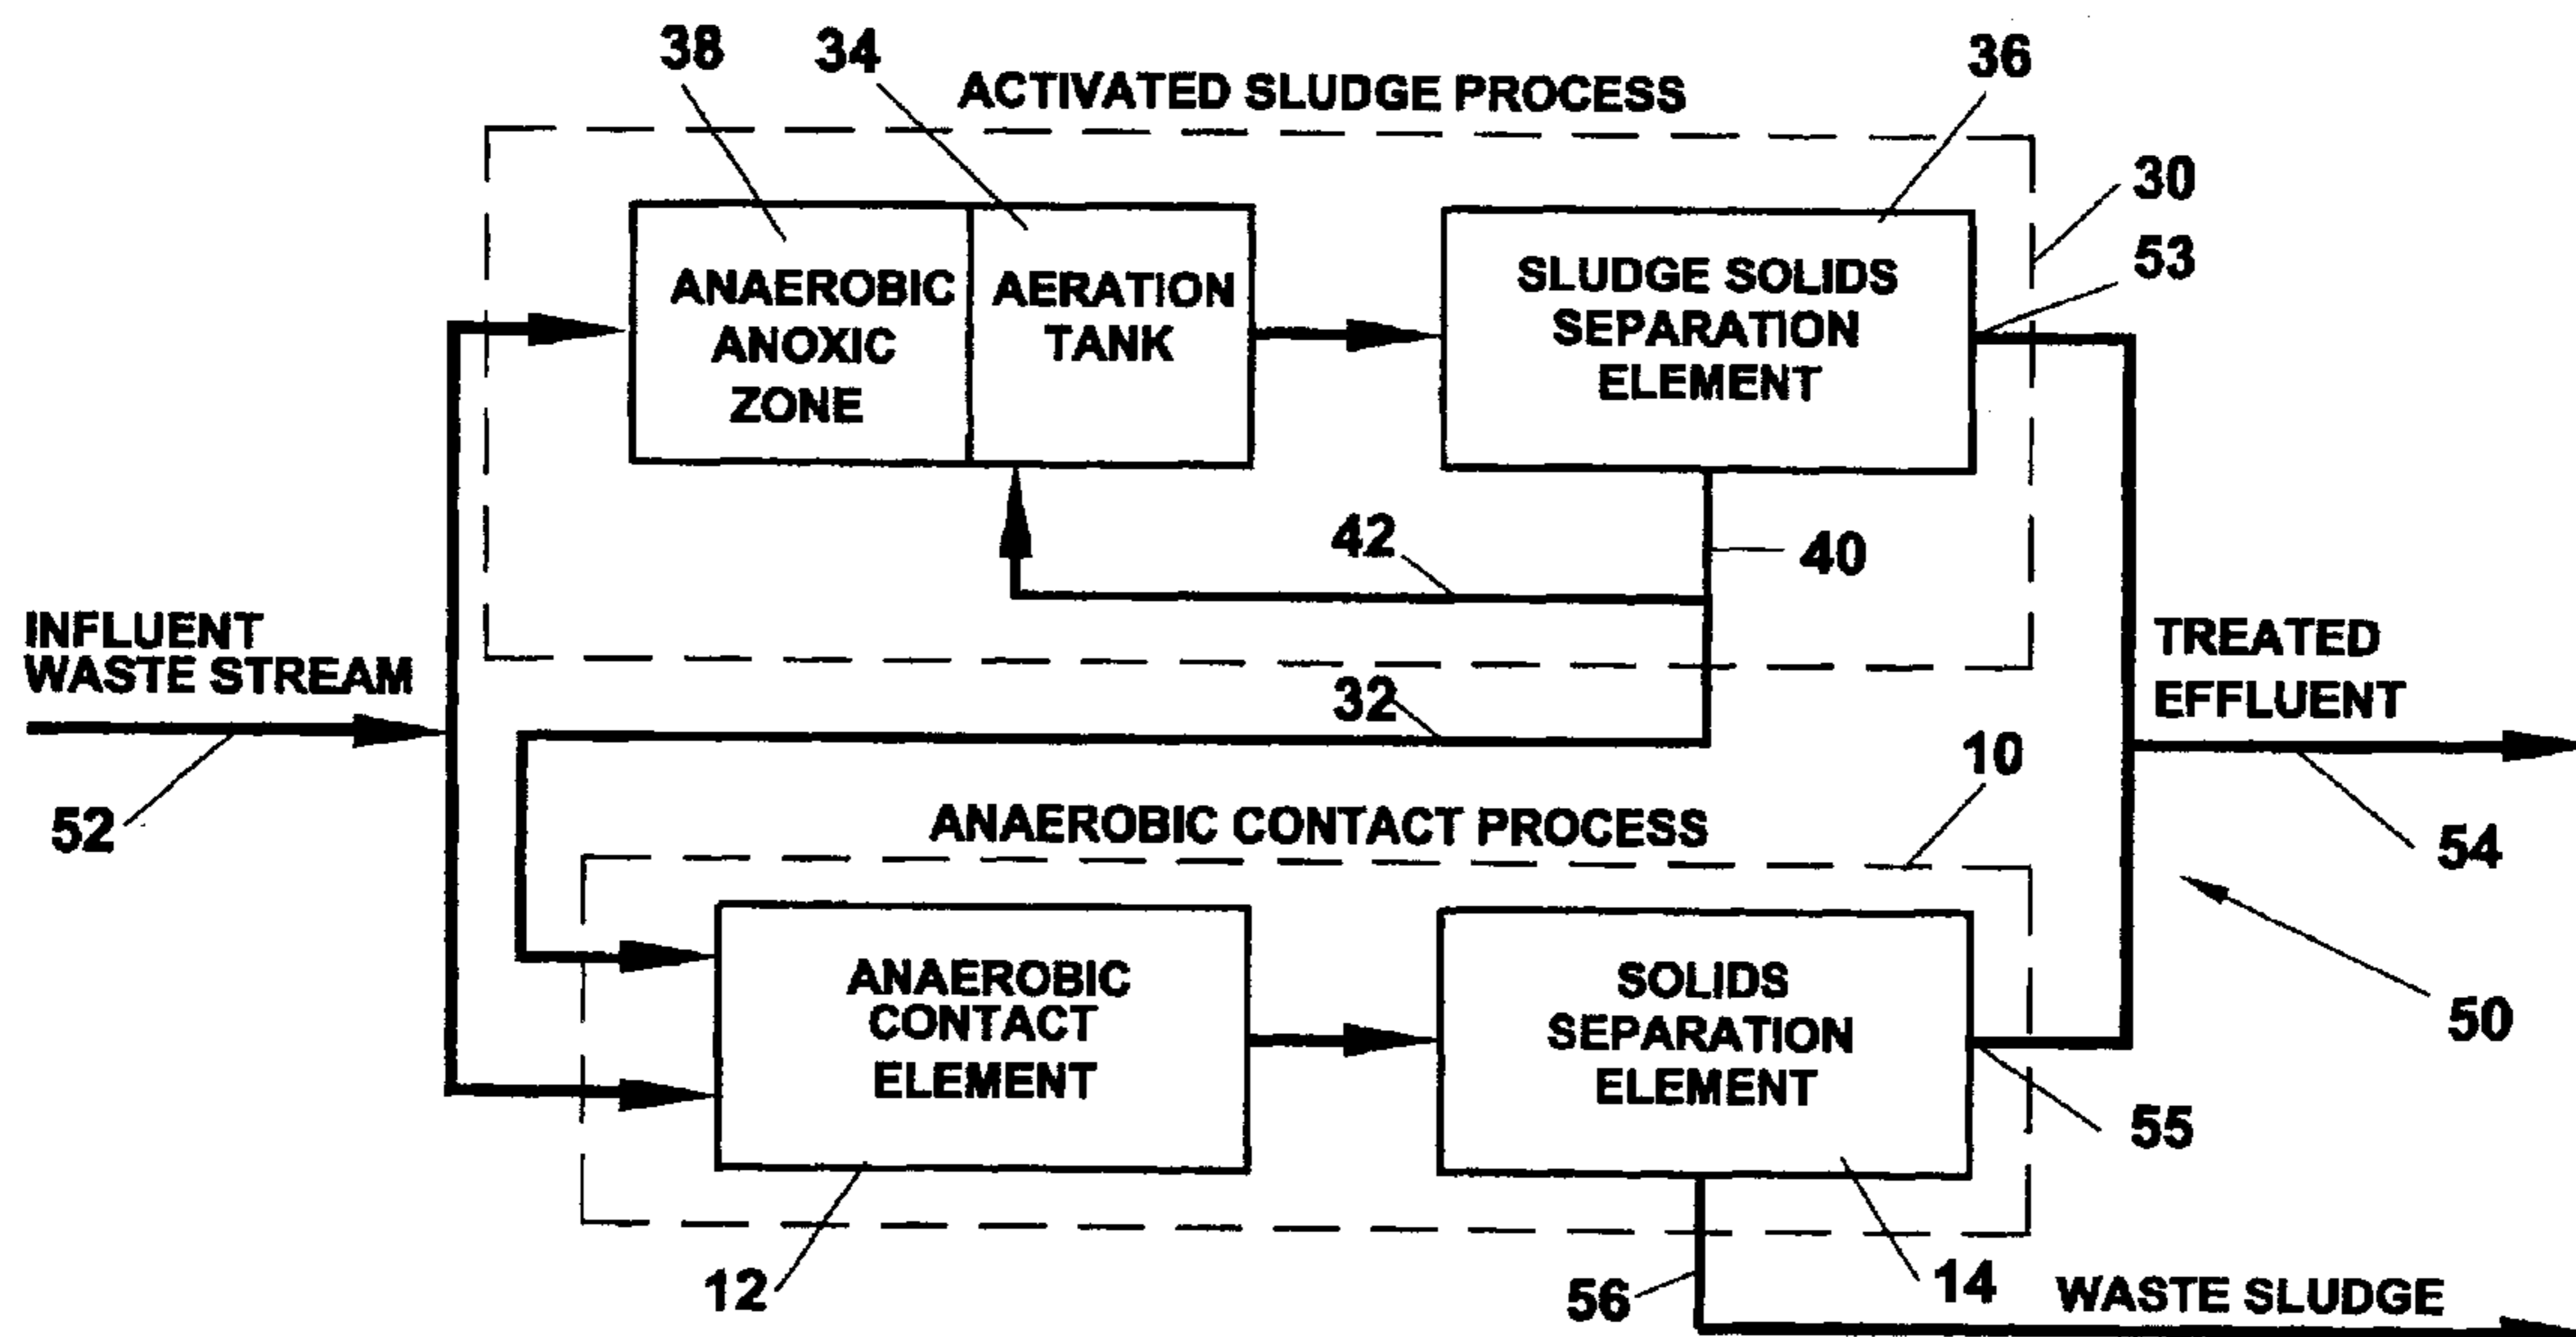 38
34
36
ACTIVATED SLUDGE PROCESS
30
53
ANAEROBIC
ANOXIC
ZONE
AERATION
TANK
SLUDGE SOLIDS
SEPARATION
ELEMENT
42
40
INFLUENT
WASTE STREAM
52
32
TREATED
EFFLUENT
10
54
50
ANAEROBIC CONTACT PROCESS
ANAEROBIC
CONTACT
ELEMENT
SOLIDS
SEPARATION
ELEMENT
55
12
56
14
WASTE SLUDGE